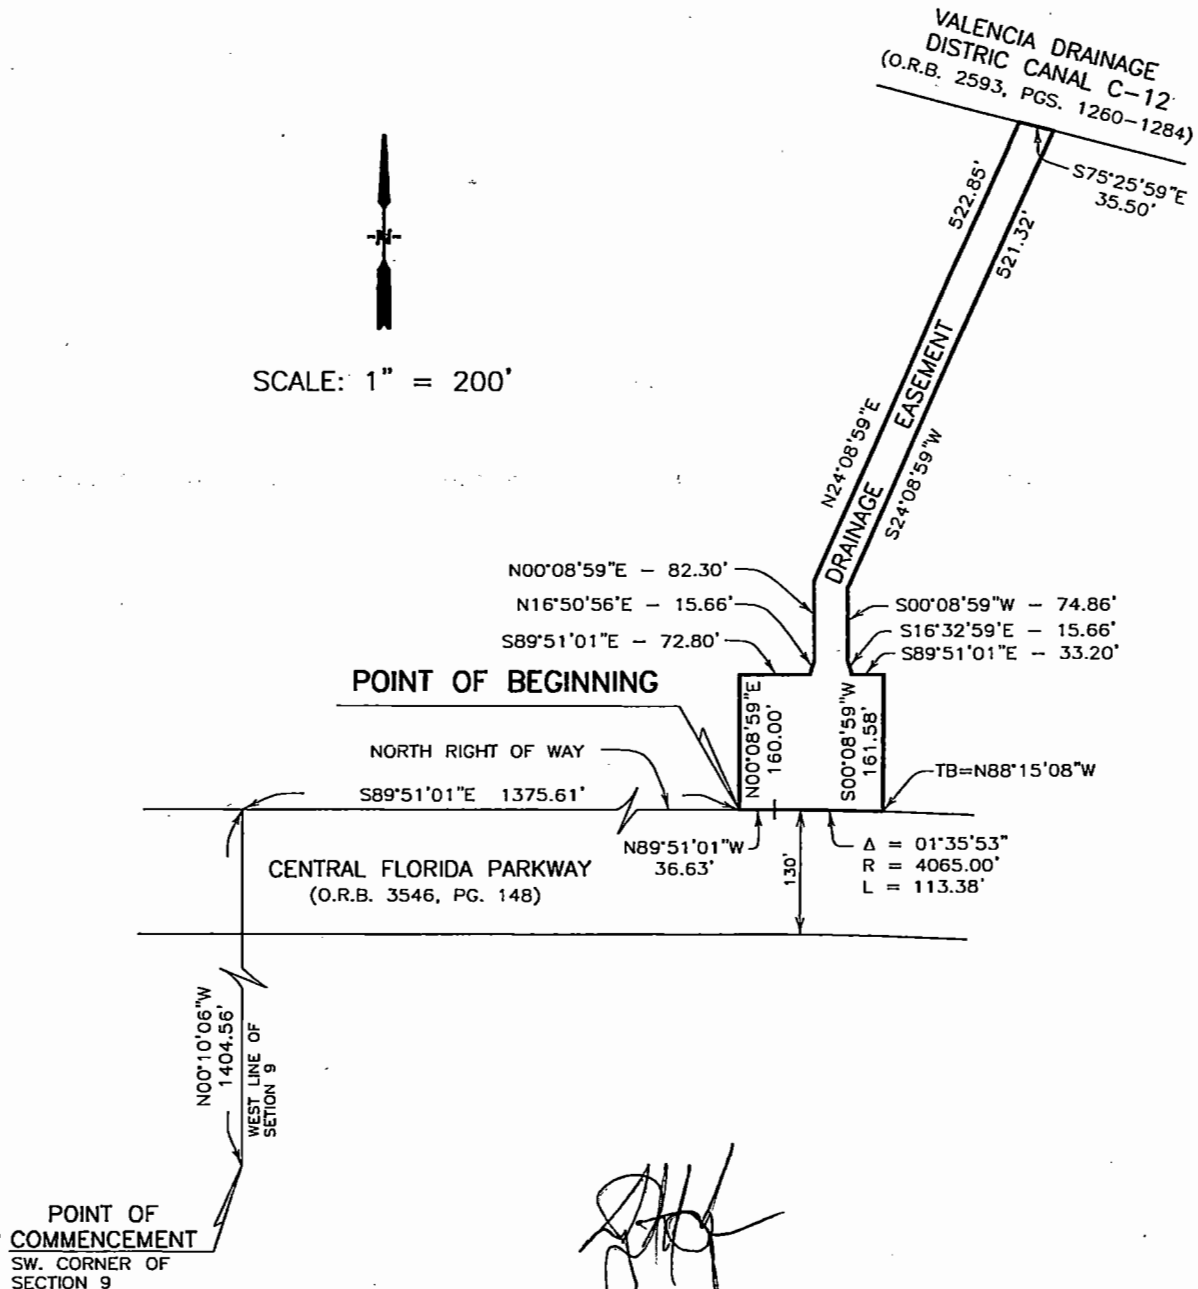 VALENCIA DRAINAGE
DISTRIC CANAL C-12
(O.R.B. 2593, PGS. 1260-1284)
S75°25'59"E
35.50'
522.85'
521.32'
N
SCALE: 1" = 200'
N24°08'59"E
DRAINAGE EASEMENT
S24°08'59"W
N00°08'59"E - 82.30'
N16°50'56"E - 15.66'
S89°51'01"E - 72.80'
S00°08'59"W - 74.86'
S16°32'59"E - 15.66'
S89°51'01"E - 33.20'
POINT OF BEGINNING
N00°08'59"E
160.00'
S00°08'59"W
161.58'
NORTH RIGHT OF WAY
TB=N88°15'08"W
S89°51'01"E 1375.61'
N89°51'01"W
36.63'
130'
Δ = 01°35'53"
R = 4065.00'
L = 113.38'
CENTRAL FLORIDA PARKWAY
(O.R.B. 3546, PG. 148)
N00°10'06"W
1404.56'
WEST LINE OF
SETION 9
POINT OF
COMMENCEMENT
SW. CORNER OF
SECTION 9